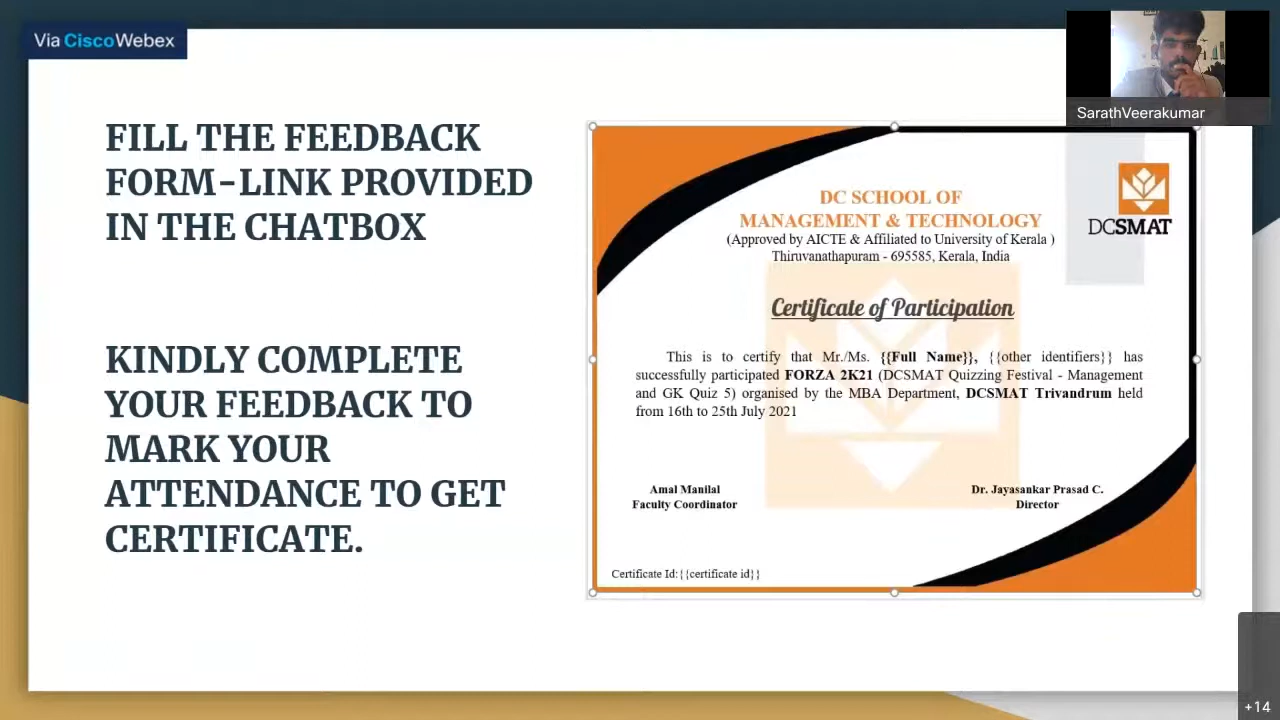 Via CiscoWebex
SarathVeerakumar
FILL THE FEEDBACK
FORM-LINK PROVIDED
IN THE CHATBOX
KINDLY COMPLETE
YOUR FEEDBACK TO
MARK YOUR
ATTENDANCE TO GET
CERTIFICATE.
DC SCHOOL OF
MANAGEMENT & TECHNOLOGY
(Approved by AICTE & Affiliated to University of Kerala )
Thiruvanathapuram - 695585, Kerala, India
DCSMAT
Certificate of Participation
This is to certify that Mr./Ms. {{Full Name}}, {{other identifiers}} has
successfully participated FORZA 2K21 (DCSMAT Quizzing Festival - Management
and GK Quiz 5) organised by the MBA Department, DCSMAT Trivandrum held
from 16th to 25th July 2021
Amal Manilal
Faculty Coordinator
Dr. Jayasankar Prasad C.
Director
Certificate Id:{{certificate id}}
+14